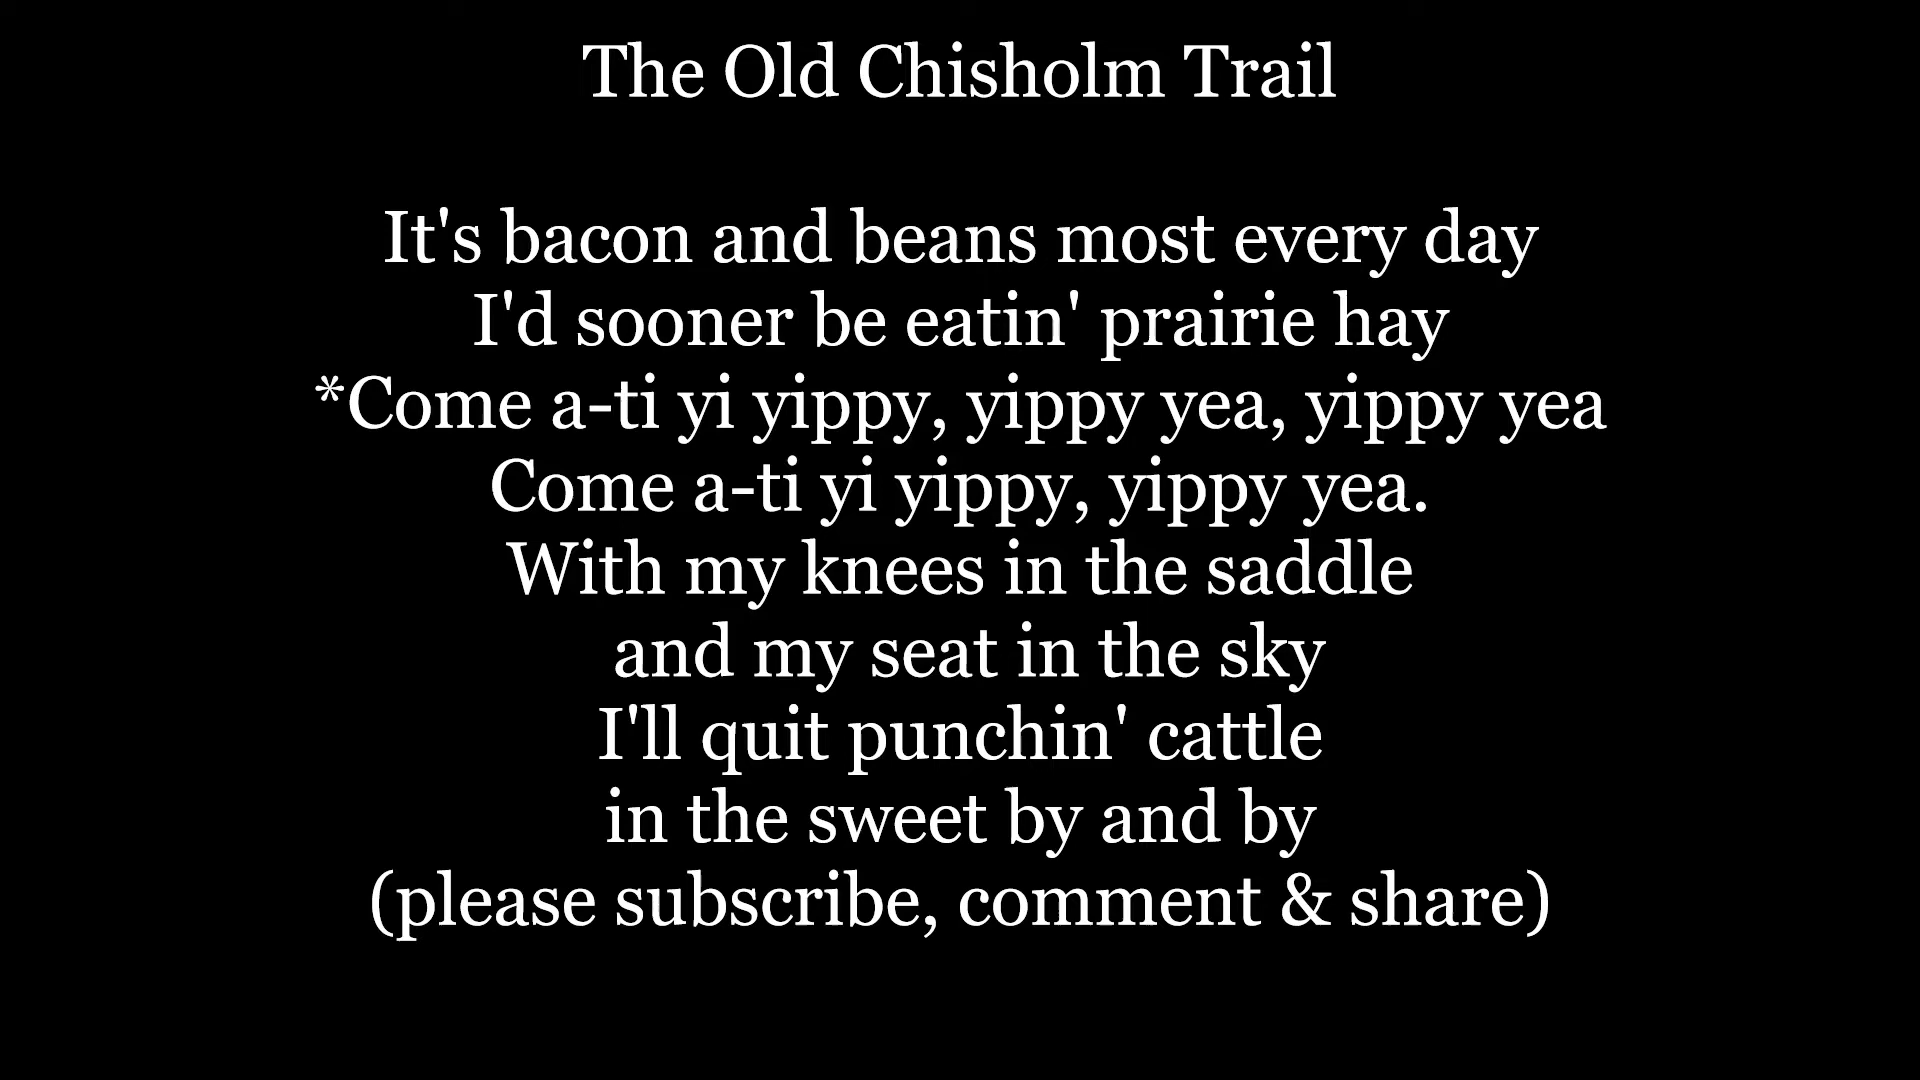 The Old Chisholm Trail
It's bacon and beans most every day
I'd sooner be eatin' prairie hay
*Come a-ti yi yippy, yippy yea, yippy yea
Come a-ti yi yippy, yippy yea.
With my knees in the saddle
and my seat in the sky
I'll quit punchin' cattle
in the sweet by and by
(please subscribe, comment & share)